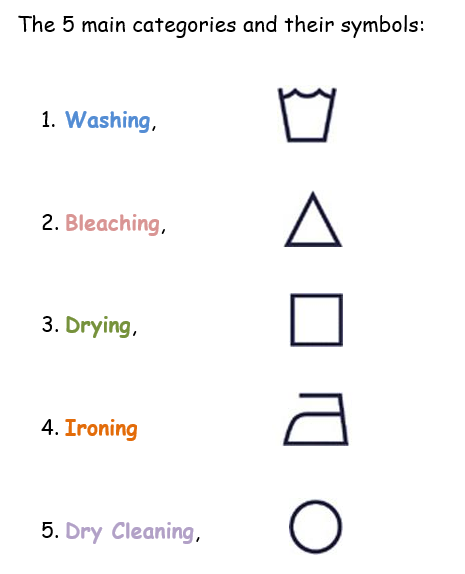 The 5 main categories and their symbols:
1. Washing,
2. Bleaching,
3. Drying,
4. Ironing
5. Dry Cleaning,